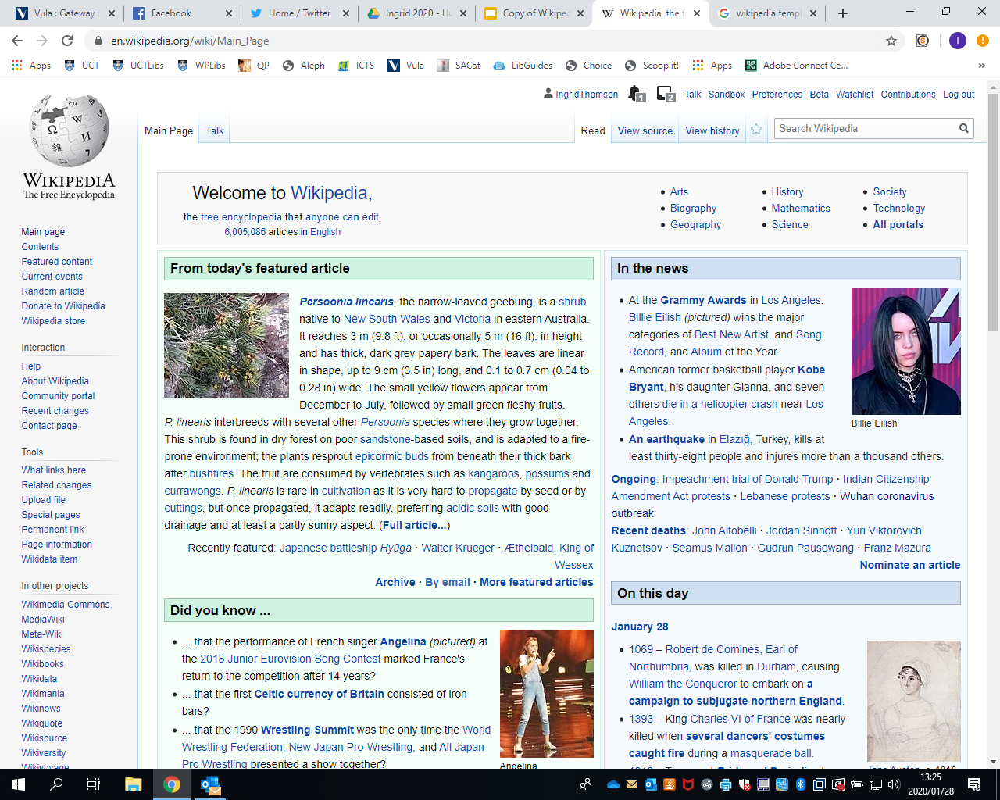 Vula : Gateway :
Facebook
Home / Twitter
Ingrid 2020 - Hu
Copy of Wikiped
Wikipedia, the f
wikipedia templ
en.wikipedia.org/wiki/Main_Page
Apps UCT UCTLibs WPLibs QP Aleph ICTS Vula SACat LibGuides Choice Scoop.it! Apps Adobe Connect Ce... »
IngridThomson 1 2 Talk Sandbox Preferences Beta Watchlist Contributions Log out
Main Page Talk Read View source View history Search Wikipedia
WIKIPEDIA
The Free Encyclopedia
Main page
Contents
Featured content
Current events
Random article
Donate to Wikipedia
Wikipedia store
Interaction
Help
About Wikipedia
Community portal
Recent changes
Contact page
Tools
What links here
Related changes
Upload file
Special pages
Permanent link
Page information
Wikidata item
In other projects
Wikimedia Commons
MediaWiki
Meta-Wiki
Wikispecies
Wikibooks
Wikidata
Wikimania
Wikinews
Wikiquote
Wikisource
Wikiversity
Wikivoyage
Welcome to Wikipedia,
the free encyclopedia that anyone can edit.
6,005,086 articles in English
Arts
Biography
Geography
History
Mathematics
Science
Society
Technology
All portals
From today's featured article
Persoonia linearis, the narrow-leaved geebung, is a shrub
native to New South Wales and Victoria in eastern Australia.
It reaches 3 m (9.8 ft), or occasionally 5 m (16 ft), in height
and has thick, dark grey papery bark. The leaves are linear
in shape, up to 9 cm (3.5 in) long, and 0.1 to 0.7 cm (0.04 to
0.28 in) wide. The small yellow flowers appear from
December to July, followed by small green fleshy fruits.
P. linearis interbreeds with several other Persoonia species where they grow together.
This shrub is found in dry forest on poor sandstone-based soils, and is adapted to a fire-
prone environment; the plants resprout epicormic buds from beneath their thick bark
after bushfires. The fruit are consumed by vertebrates such as kangaroos, possums and
currawongs. P. linearis is rare in cultivation as it is very hard to propagate by seed or by
cuttings, but once propagated, it adapts readily, preferring acidic soils with good
drainage and at least a partly sunny aspect. (Full article...)
Recently featured: Japanese battleship Hyūga · Walter Krueger · Æthelbald, King of
Wessex
Archive · By email · More featured articles
Did you know ...
... that the performance of French singer Angelina (pictured) at
the 2018 Junior Eurovision Song Contest marked France's
return to the competition after 14 years?
... that the first Celtic currency of Britain consisted of iron
bars?
... that the 1990 Wrestling Summit was the only time the World
Wrestling Federation, New Japan Pro-Wrestling, and All Japan
Pro Wrestling presented a show together?
Angelina
In the news
At the Grammy Awards in Los Angeles,
Billie Eilish (pictured) wins the major
categories of Best New Artist, and Song,
Record, and Album of the Year.
American former basketball player Kobe
Bryant, his daughter Gianna, and seven
others die in a helicopter crash near Los
Angeles.
An earthquake in Elazığ, Turkey, kills at
least thirty-eight people and injures more than a thousand others.
Billie Eilish
Ongoing: Impeachment trial of Donald Trump · Indian Citizenship
Amendment Act protests · Lebanese protests · Wuhan coronavirus
outbreak
Recent deaths: John Altobelli · Jordan Sinnott · Yuri Viktorovich
Kuznetsov · Seamus Mallon · Gudrun Pausewang · Franz Mazura
Nominate an article
On this day
January 28
1069 – Robert de Comines, Earl of
Northumbria, was killed in Durham, causing
William the Conqueror to embark on a
campaign to subjugate northern England.
1393 – King Charles VI of France was nearly
killed when several dancers' costumes
caught fire during a masquerade ball.
13:25
2020/01/28